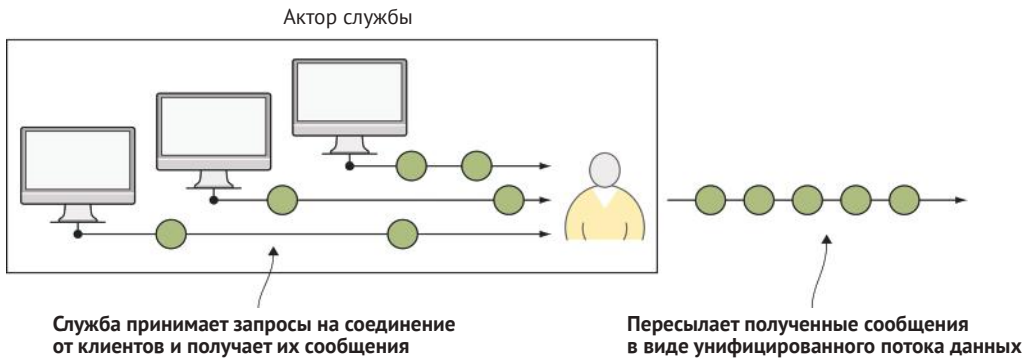 Актор службы
Служба принимает запросы на соединение
от клиентов и получает их сообщения
Пересылает полученные сообщения
в виде унифицированного потока данных